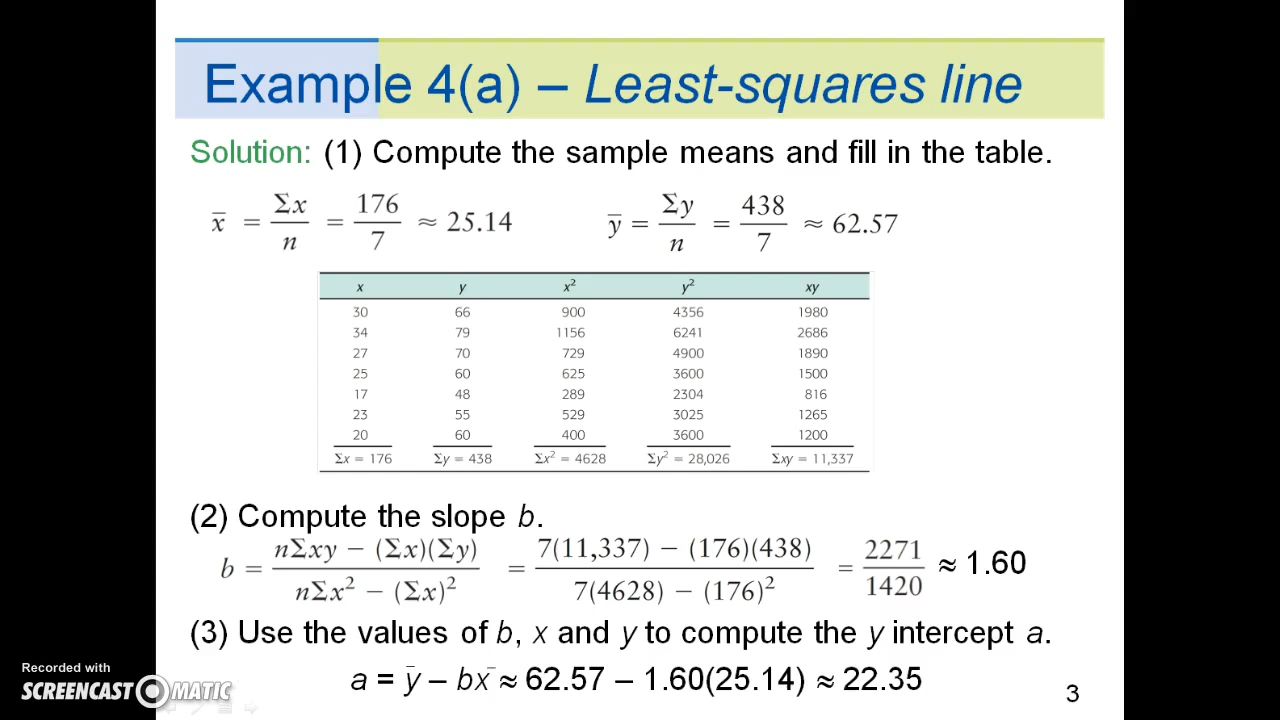 Example 4(a) – Least-squares line
Solution: (1) Compute the sample means and fill in the table.
x̄ = Σx/n = 176/7 ≈ 25.14 ȳ = Σy/n = 438/7 ≈ 62.57
x y x² y² xy
30 66 900 4356 1980
34 79 1156 6241 2686
27 70 729 4900 1890
25 60 625 3600 1500
17 48 289 2304 816
23 55 529 3025 1265
20 60 400 3600 1200
Σx = 176 Σy = 438 Σx² = 4628 Σy² = 28,026 Σxy = 11,337
(2) Compute the slope b.
b = nΣxy − (Σx)(Σy) / nΣx² − (Σx)² = 7(11,337) − (176)(438) / 7(4628) − (176)² = 2271/1420 ≈ 1.60
(3) Use the values of b, x and y to compute the y intercept a.
a = ȳ – bx̄ ≈ 62.57 – 1.60(25.14) ≈ 22.35
3
Recorded with
SCREENCAST O MATIC